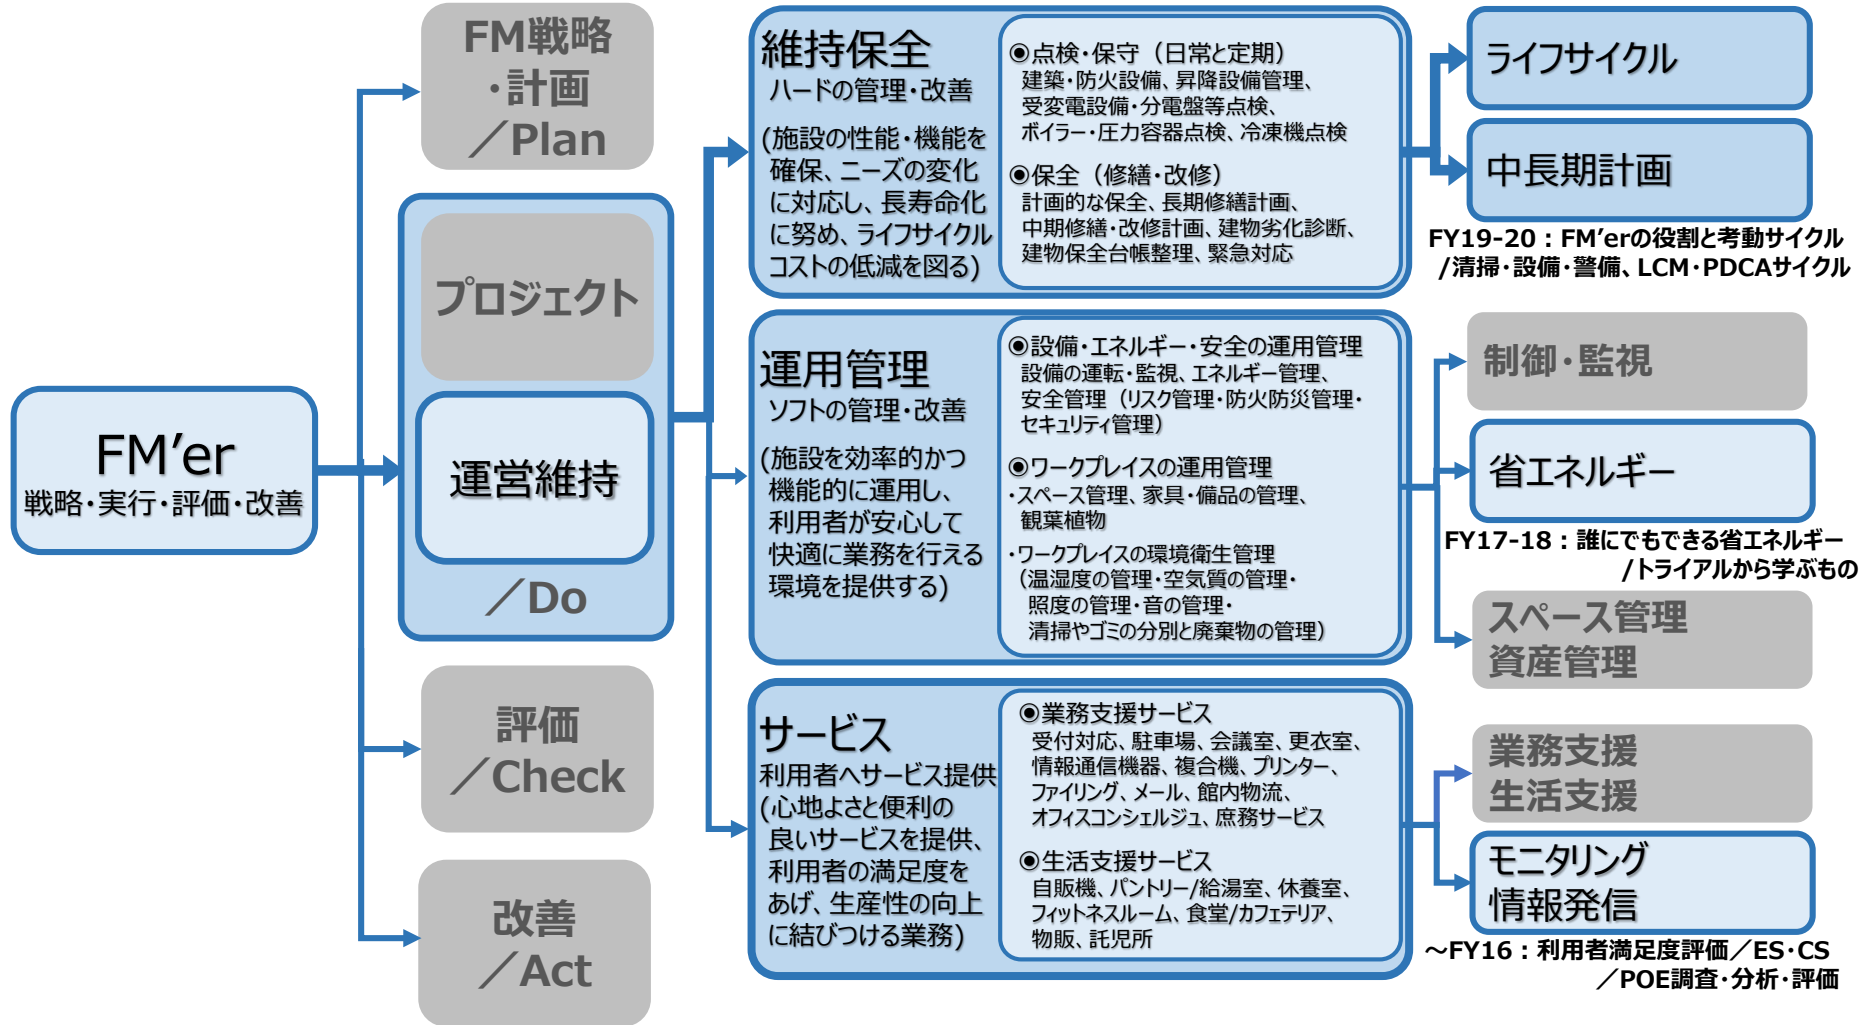 FM'er
戦略・実行・評価・改善
FM戦略
・計画
／Plan
プロジェクト
運営維持
／Do
評価
／Check
改善
／Act
維持保全
ハードの管理・改善
(施設の性能・機能を
確保、ニーズの変化
に対応し、長寿命化
に努め、ライフサイクル
コストの低減を図る)
◉点検・保守（日常と定期）
建築・防火設備、昇降設備管理、
受変電設備・分電盤等点検、
ボイラー・圧力容器点検、冷凍機点検
◉保全（修繕・改修）
計画的な保全、長期修繕計画、
中期修繕・改修計画、建物劣化診断、
建物保全台帳整理、緊急対応
運用管理
ソフトの管理・改善
(施設を効率的かつ
機能的に運用し、
利用者が安心して
快適に業務を行える
環境を提供する)
◉設備・エネルギー・安全の運用管理
設備の運転・監視、エネルギー管理、
安全管理（リスク管理・防火防災管理・
セキュリティ管理）
◉ワークプレイスの運用管理
・スペース管理、家具・備品の管理、
観葉植物
・ワークプレイスの環境衛生管理
（温湿度の管理・空気質の管理・
照度の管理・音の管理・
清掃やゴミの分別と廃棄物の管理）
サービス
利用者へサービス提供
(心地よさと便利の
良いサービスを提供、
利用者の満足度を
あげ、生産性の向上
に結びつける業務)
◉業務支援サービス
受付対応、駐車場、会議室、更衣室、
情報通信機器、複合機、プリンター、
ファイリング、メール、館内物流、
オフィスコンシェルジュ、庶務サービス
◉生活支援サービス
自販機、パントリー/給湯室、休養室、
フィットネスルーム、食堂/カフェテリア、
物販、託児所
ライフサイクル
中長期計画
FY19-20：FM'erの役割と考動サイクル
/清掃・設備・警備、LCM・PDCAサイクル
制御・監視
省エネルギー
FY17-18：誰にでもできる省エネルギー
/トライアルから学ぶもの
スペース管理
資産管理
業務支援
生活支援
モニタリング
情報発信
～FY16：利用者満足度評価／ES・CS
／POE調査・分析・評価